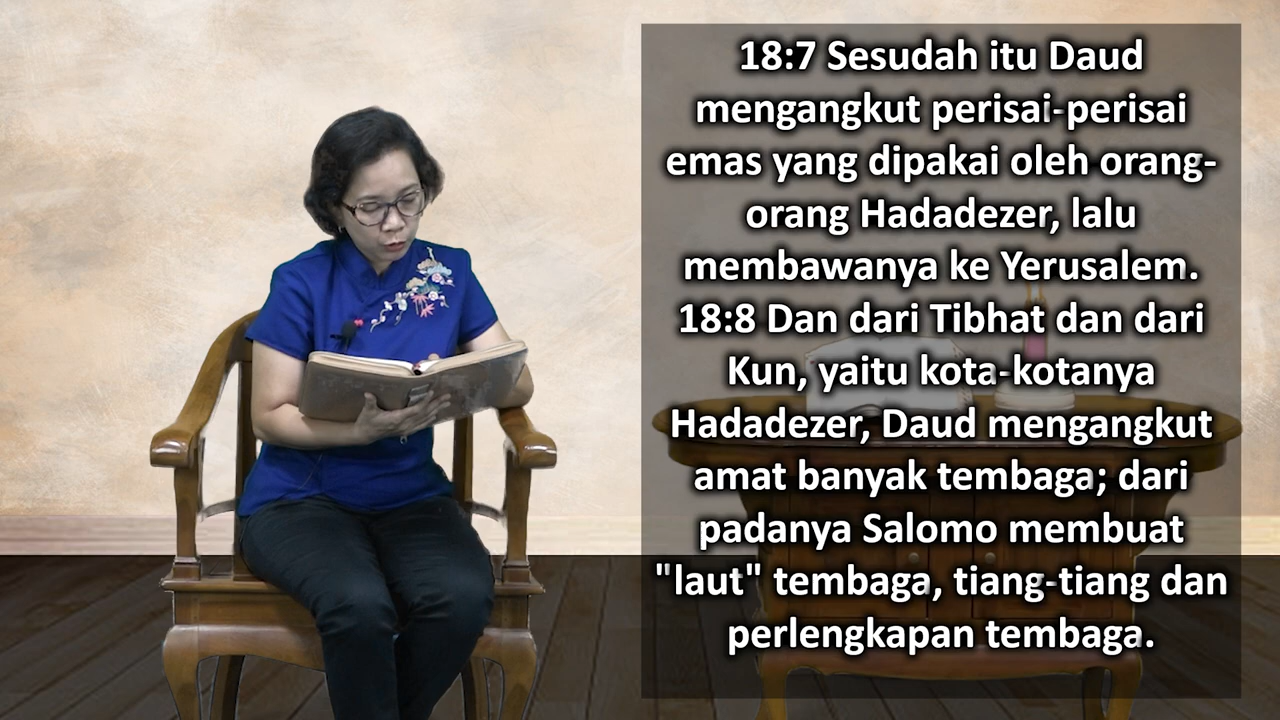 18:7 Sesudah itu Daud
mengangkut perisai-perisai
emas yang dipakai oleh orang-
orang Hadadezer, lalu
membawanya ke Yerusalem.
18:8 Dan dari Tibhat dan dari
Kun, yaitu kota-kotanya
Hadadezer, Daud mengangkut
amat banyak tembaga; dari
padanya Salomo membuat
"laut" tembaga, tiang-tiang dan
perlengkapan tembaga.